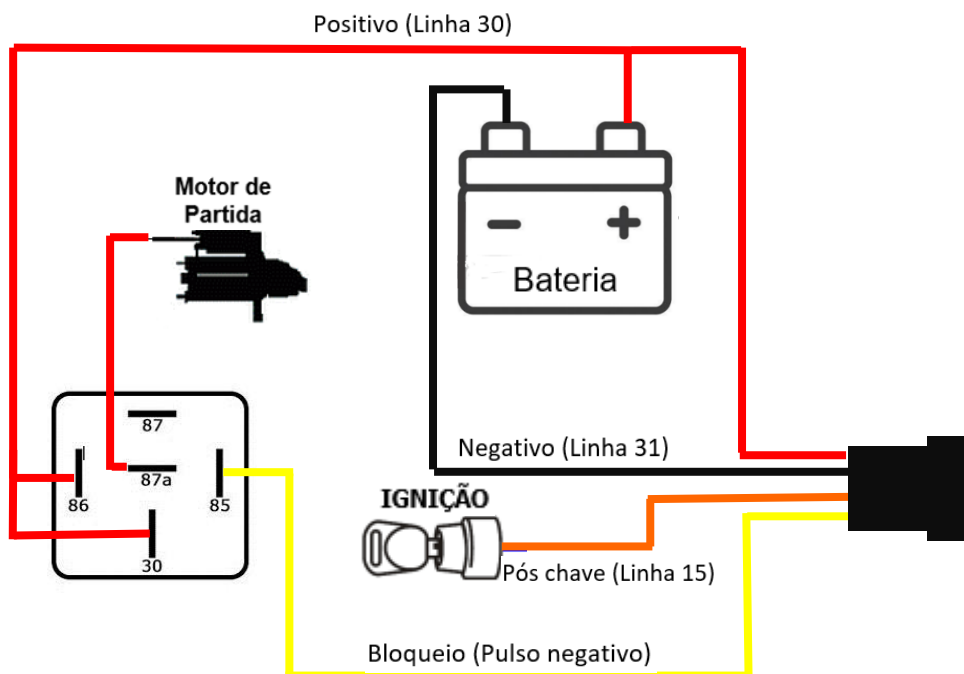 Positivo (Linha 30)
Motor de
Partida
Bateria
87
87a
86
85
30
Negativo (Linha 31)
IGNIÇÃO
Pós chave (Linha 15)
Bloqueio (Pulso negativo)